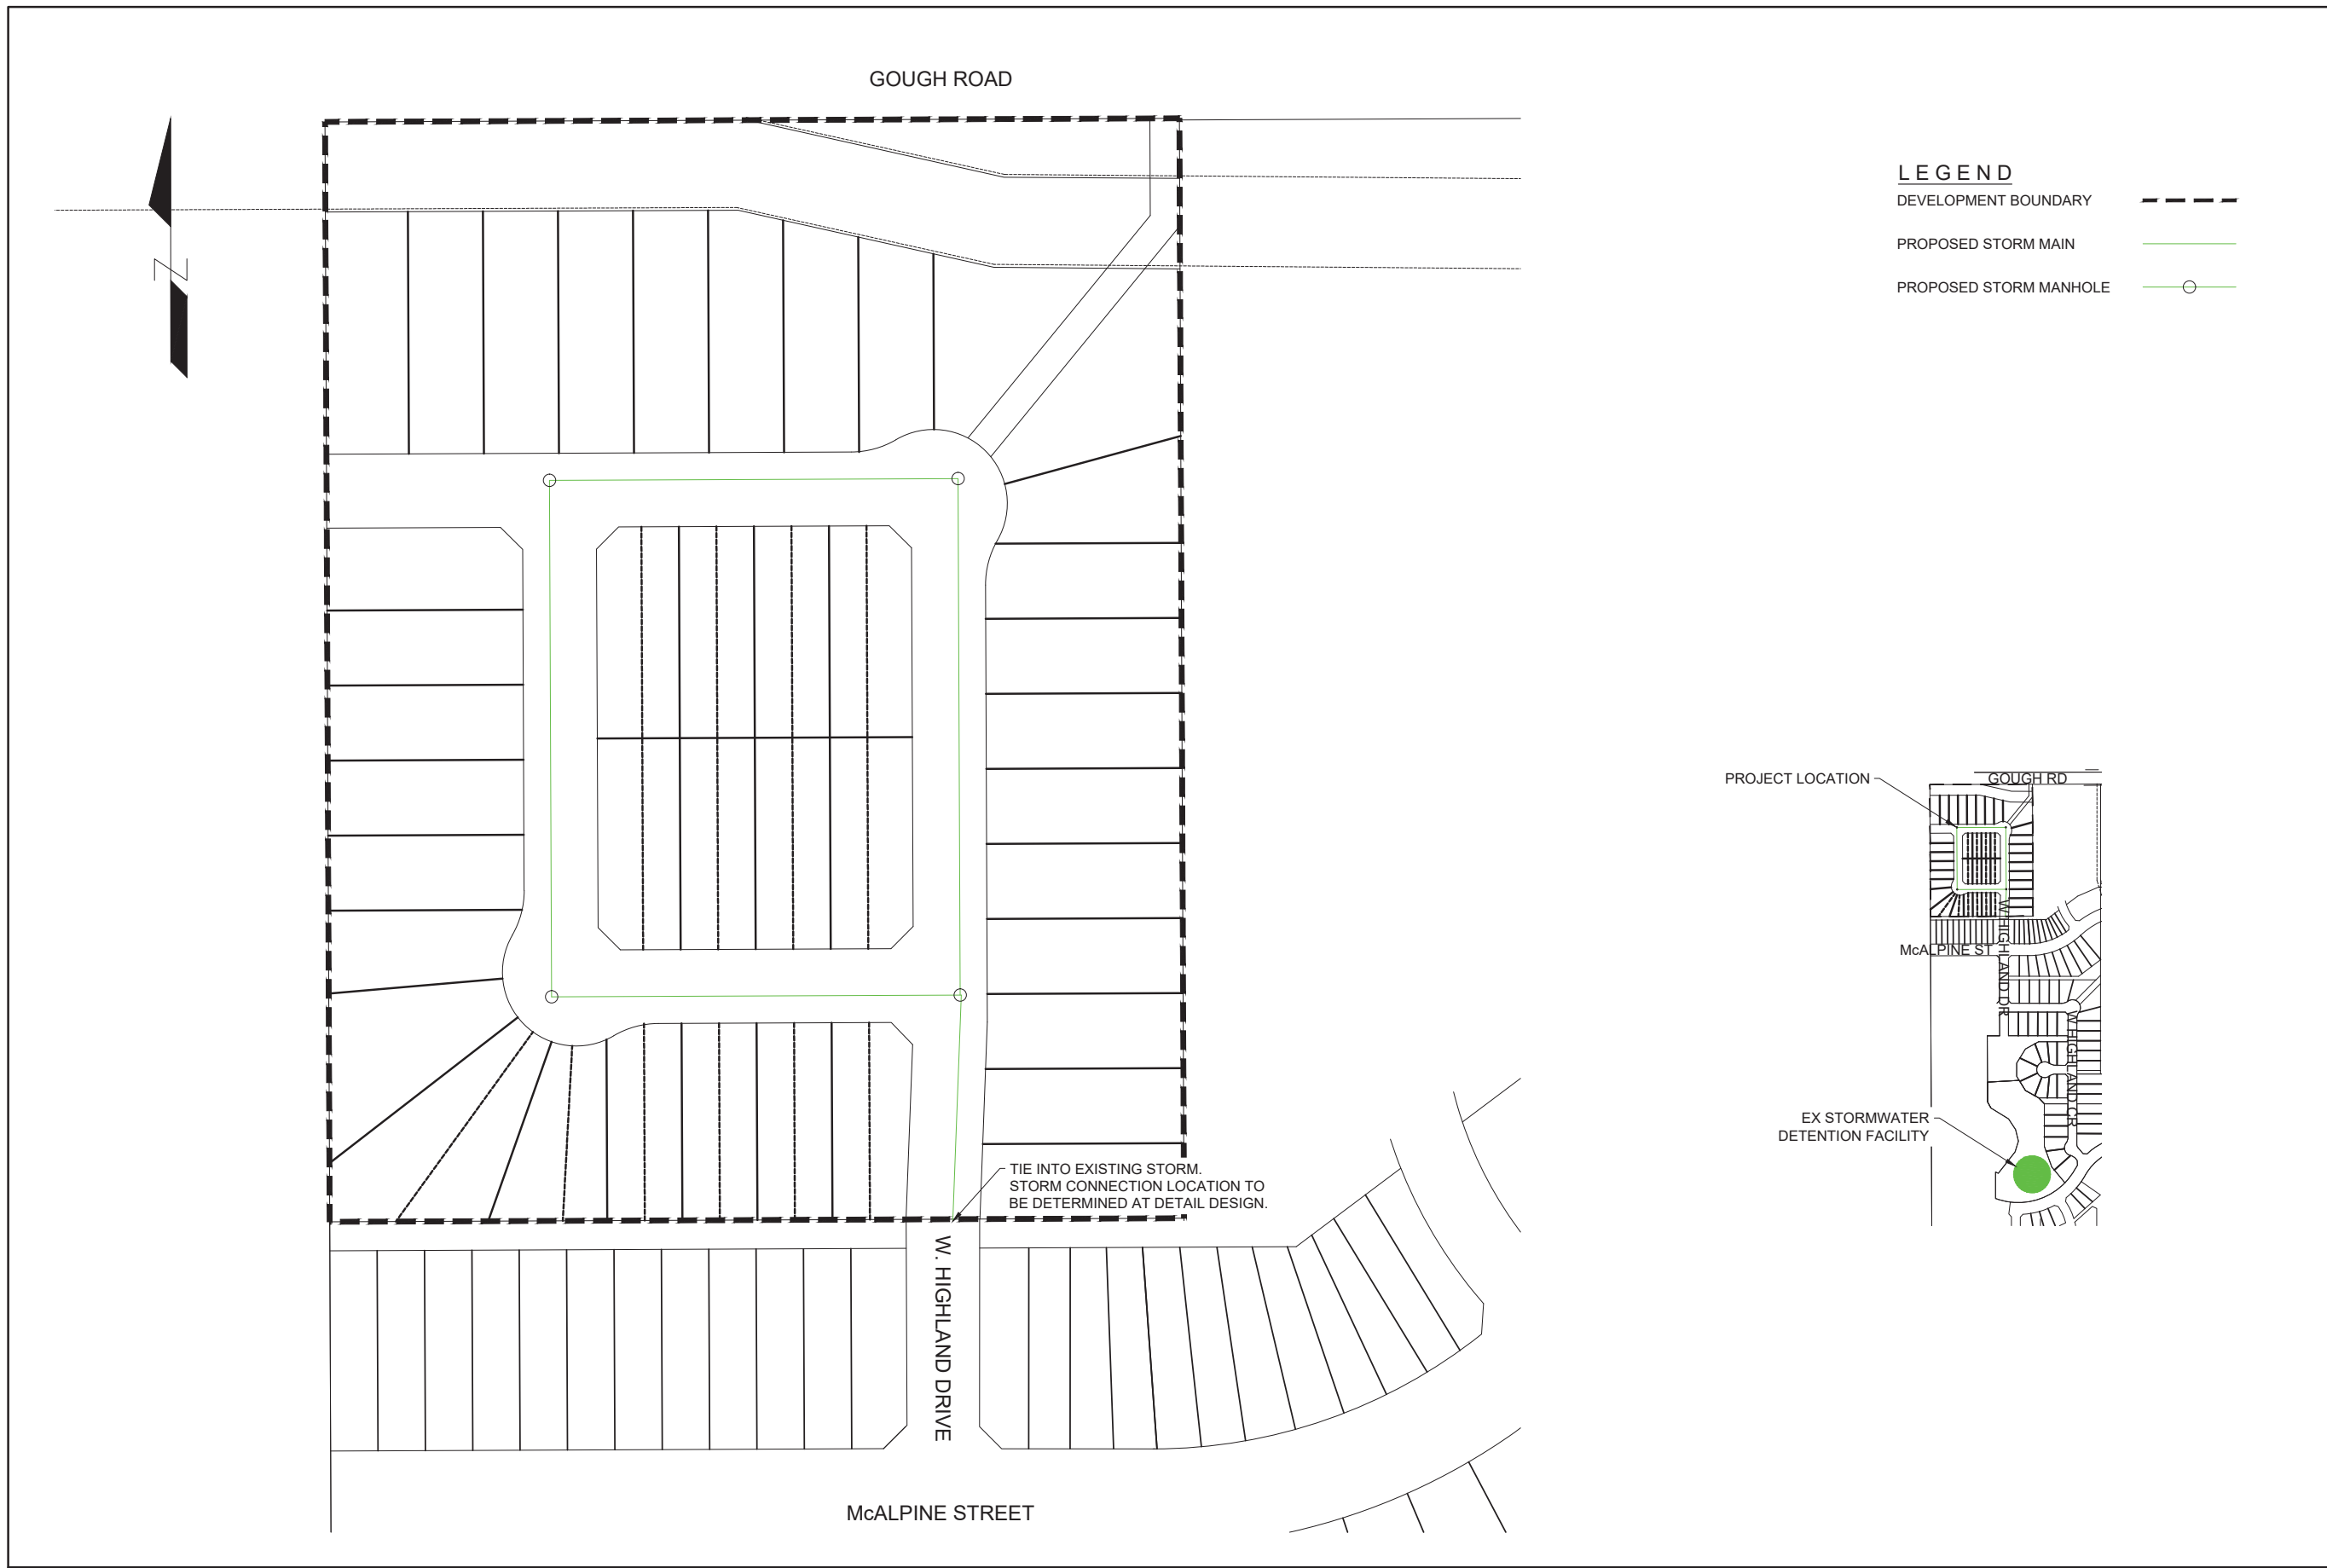 GOUGH ROAD
N
L E G E N D
DEVELOPMENT BOUNDARY
PROPOSED STORM MAIN
PROPOSED STORM MANHOLE
PROJECT LOCATION
GOUGH RD
McALPINE ST
W HIGHLAND DR
W HIGHLAND CR
EX STORMWATER
DETENTION FACILITY
TIE INTO EXISTING STORM.
STORM CONNECTION LOCATION TO
BE DETERMINED AT DETAIL DESIGN.
W. HIGHLAND DRIVE
McALPINE STREET